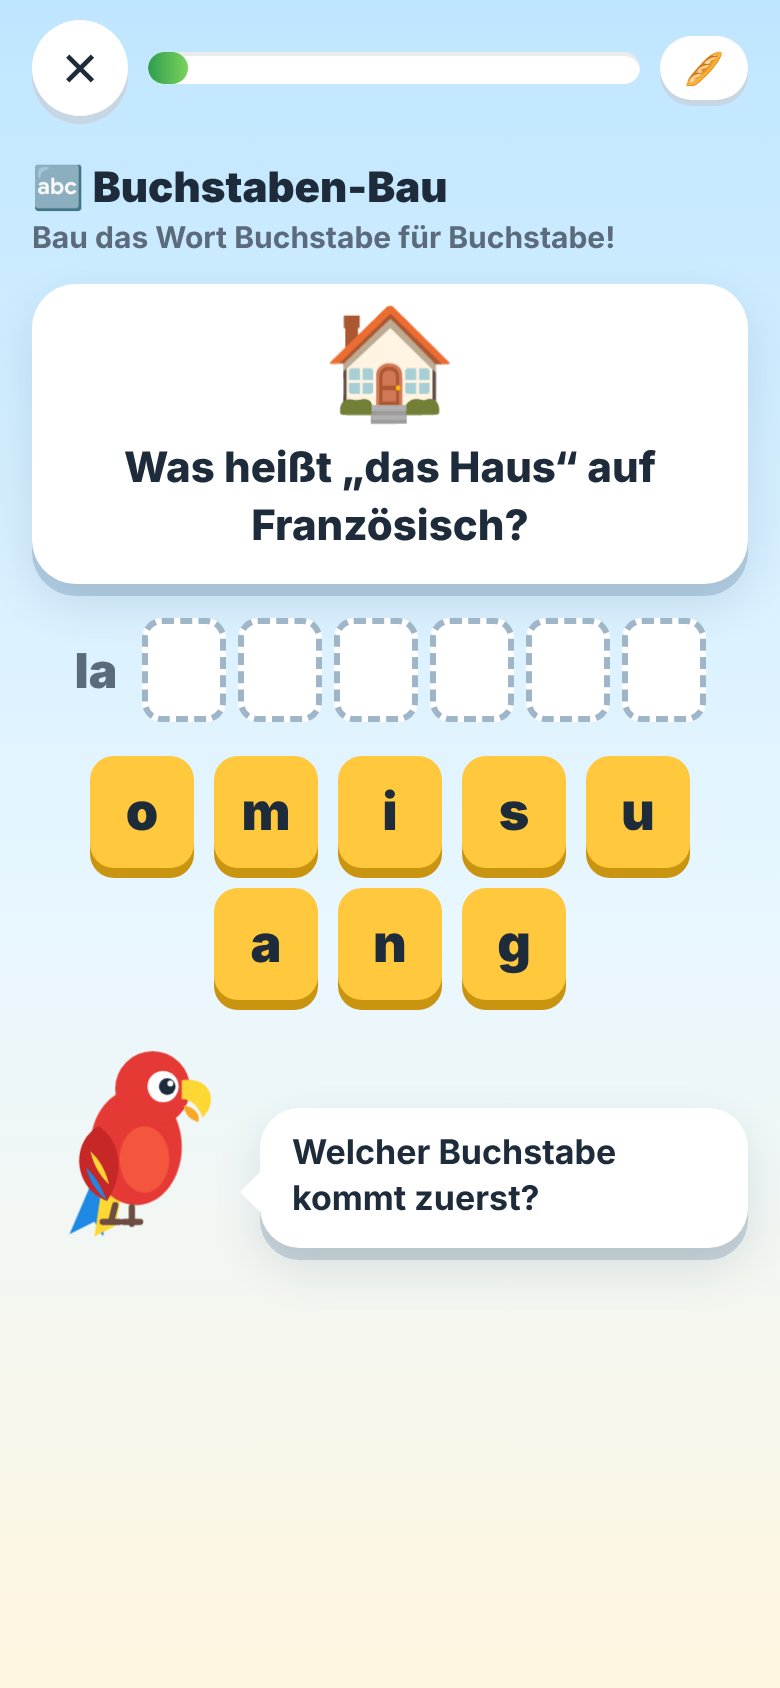 abc Buchstaben-Bau
Bau das Wort Buchstabe für Buchstabe!
Was heißt „das Haus“ auf
Französisch?
la
o m i s u
a n g
Welcher Buchstabe
kommt zuerst?